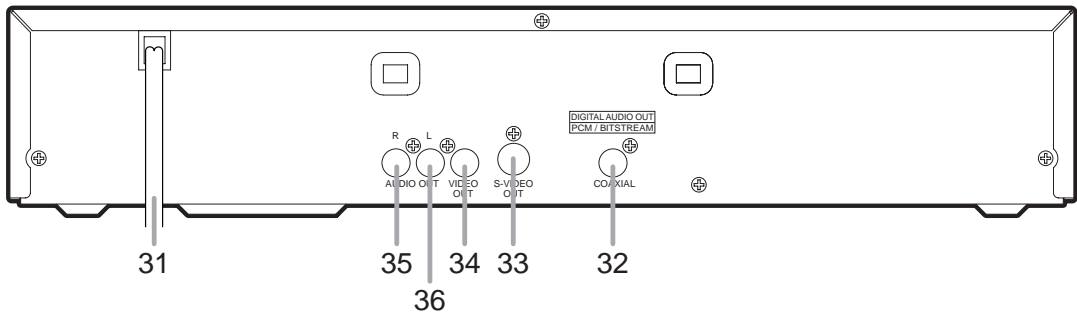 DIGITAL AUDIO OUT
PCM / BITSTREAM
R L
AUDIO OUT
VIDEO
OUT
S-VIDEO
OUT
COAXIAL
31 35 34 33 32
36